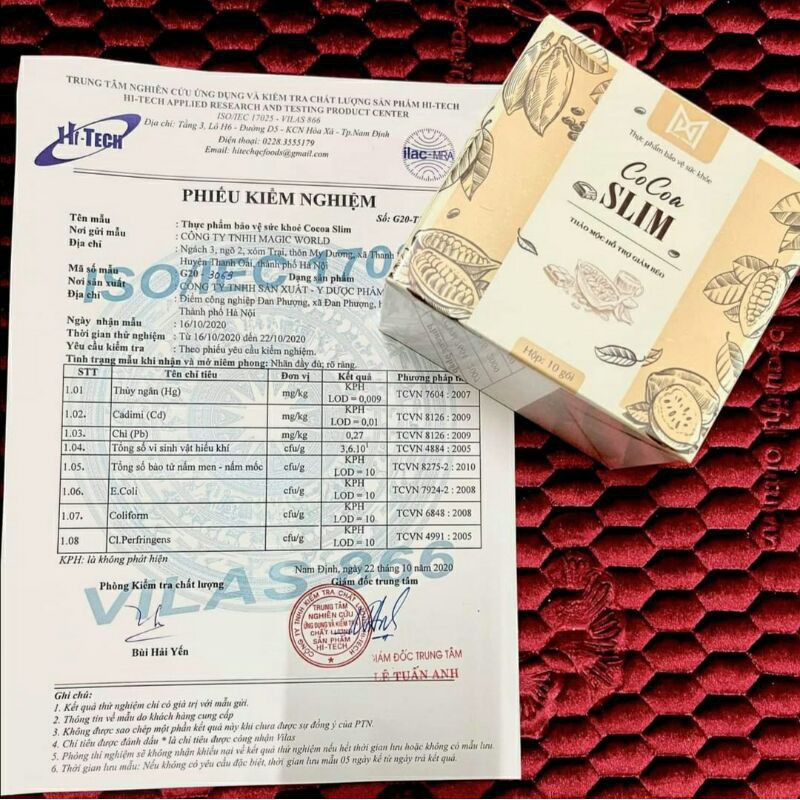 TRUNG TÂM NGHIÊN CỨU ỨNG DỤNG VÀ KIỂM TRA CHẤT LƯỢNG SẢN PHẨM HI-TECH
HI-TECH APPLIED RESEARCH AND TESTING PRODUCT CENTER
ISO/IEC 17025 - VILAS 866
Địa chỉ: Tầng 3, Lô H6 - Đường D5 - KCN Hòa Xá - Tp.Nam Định
Điện thoại: 0228.3555179
Email: hitechqcfoods@gmail.com
HI-TECH
ilac-MRA
PHIẾU KIỂM NGHIỆM
Số: G20-T
Tên mẫu : Thực phẩm bảo vệ sức khoẻ Cocoa Slim
Nơi gửi mẫu : CÔNG TY TNHH MAGIC WORLD
Địa chỉ : Ngách 3, ngõ 2, xóm Trại, thôn My Dương, xã Thanh
Huyện Thanh Oai, thành phố Hà Nội
Mã số mẫu : G20 - 3069 Dạng sản phẩm
Nơi sản xuất : CÔNG TY TNHH SẢN XUẤT - Y DƯỢC PHẨM
Địa chỉ : Điểm công nghiệp Đan Phượng, xã Đan Phượng,
Thành phố Hà Nội
Ngày nhận mẫu : 16/10/2020
Thời gian thử nghiệm : Từ 16/10/2020 đến 22/10/2020
Yêu cầu kiểm tra : Theo phiếu yêu cầu kiểm nghiệm.
Tình trạng mẫu khi nhận và mở niêm phong: Nhãn đầy đủ; rõ ràng.
STT Tên chỉ tiêu Đơn vị Kết quả Phương pháp
1.01 Thủy ngân (Hg) mg/kg KPH LOD = 0,009 TCVN 7604 : 2007
1.02. Cadimi (Cd) mg/kg KPH LOD = 0,01 TCVN 8126 : 2009
1.03. Chì (Pb) mg/kg 0,27 TCVN 8126 : 2009
1.04. Tổng số vi sinh vật hiếu khí cfu/g 3,6.10¹ TCVN 4884 : 2005
1.05. Tổng số bào tử nấm men - nấm mốc cfu/g KPH LOD = 10 TCVN 8275-2 : 2010
1.06. E.Coli cfu/g KPH LOD = 10 TCVN 7924-2 : 2008
1.07. Coliform cfu/g KPH LOD = 10 TCVN 6848 : 2008
1.08 Cl.Perfringens cfu/g KPH LOD = 10 TCVN 4991 : 2005
KPH: là không phát hiện
Nam Định, ngày 22 tháng 10 năm 2020
Phòng Kiểm tra chất lượng Giám đốc trung tâm
TRUNG TÂM
NGHIÊN CỨU
ỨNG DỤNG VÀ KIỂM TRA
CHẤT LƯỢNG
SẢN PHẨM
HI-TECH
Bùi Hải Yến
GIÁM ĐỐC TRUNG TÂM
LÊ TUẤN ANH
ISO/IEC 170
VILAS 866
Ghi chú:
1. Kết quả thử nghiệm chỉ có giá trị với mẫu gửi.
2. Thông tin về mẫu do khách hàng cung cấp
3. Không được sao chép một phần kết quả này khi chưa được sự đồng ý của PTN.
4. Chỉ tiêu được đánh dấu * là chỉ tiêu được công nhận Vilas
5. Phòng thí nghiệm sẽ không nhận khiếu nại về kết quả thử nghiệm nếu hết thời gian lưu hoặc không có mẫu lưu.
6. Thời gian lưu mẫu: Nếu không có yêu cầu đặc biệt, thời gian lưu mẫu 05 ngày kể từ ngày trả kết quả.
Thực phẩm bảo vệ sức khỏe
CoCoa
SLIM
THẢO MỘC HỖ TRỢ GIẢM BÉO
Hộp: 10 gói